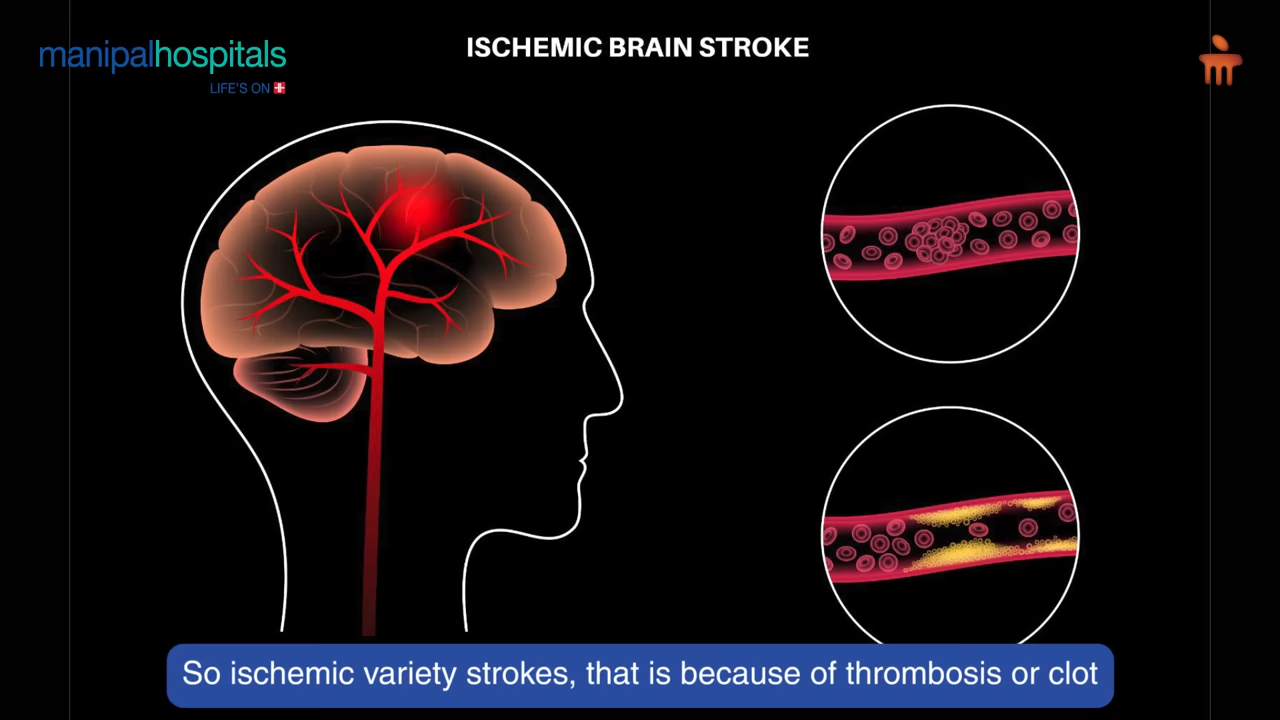 manipalhospitals
LIFE'S ON
ISCHEMIC BRAIN STROKE
So ischemic variety strokes, that is because of thrombosis or clot